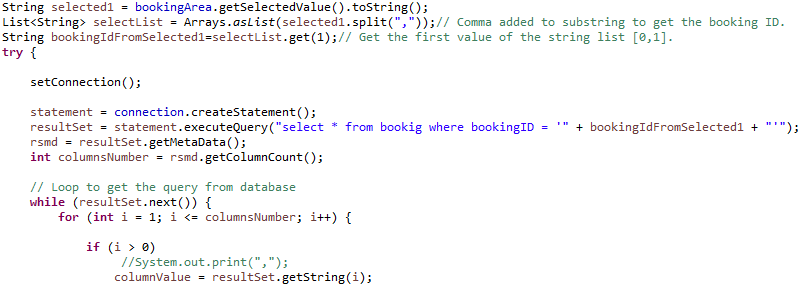 String selected1 = bookingArea.getSelectedValue().toString();
List<String> selectList = Arrays.asList(selected1.split(","));// Comma added to substring to get the booking ID.
String bookingIdFromSelected1=selectList.get(1);// Get the first value of the string list [0,1].
try {
setConnection();
statement = connection.createStatement();
resultSet = statement.executeQuery("select * from bookig where bookingID = '" + bookingIdFromSelected1 + "'");
rsmd = resultSet.getMetaData();
int columnsNumber = rsmd.getColumnCount();
// Loop to get the query from database
while (resultSet.next()) {
for (int i = 1; i <= columnsNumber; i++) {
if (i > 0)
//System.out.print(",");
columnValue = resultSet.getString(i);